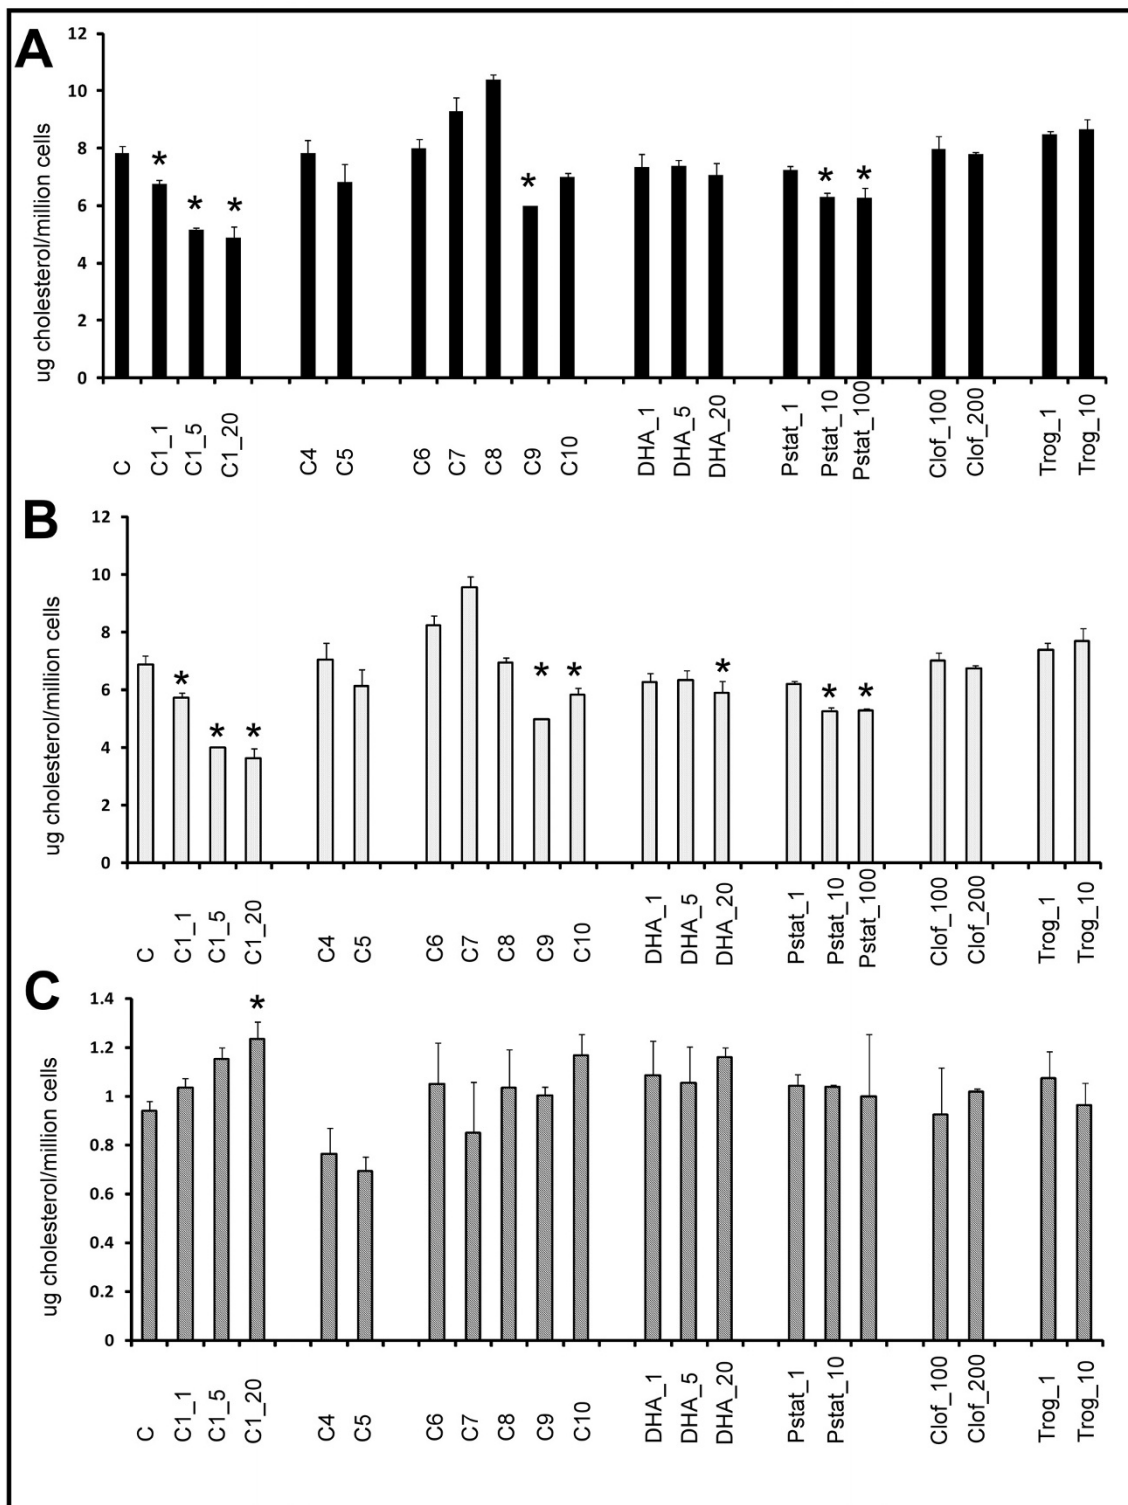 A
ug cholesterol/million cells
12
10
8
6
4
2
0
* * * * * *
C C1_1 C1_5 C1_20 C4 C5 C6 C7 C8 C9 C10 DHA_1 DHA_5 DHA_20 Pstat_1 Pstat_10 Pstat_100 Clof_100 Clof_200 Trog_1 Trog_10
B
ug cholesterol/million cells
12
10
8
6
4
2
0
* * * * * * * *
C C1_1 C1_5 C1_20 C4 C5 C6 C7 C8 C9 C10 DHA_1 DHA_5 DHA_20 Pstat_1 Pstat_10 Pstat_100 Clof_100 Clof_200 Trog_1 Trog_10
C
ug cholesterol/million cells
1.4
1.2
1
0.8
0.6
0.4
0.2
0
*
C C1_1 C1_5 C1_20 C4 C5 C6 C7 C8 C9 C10 DHA_1 DHA_5 DHA_20 Pstat_1 Pstat_10 Clof_100 Clof_200 Trog_1 Trog_10